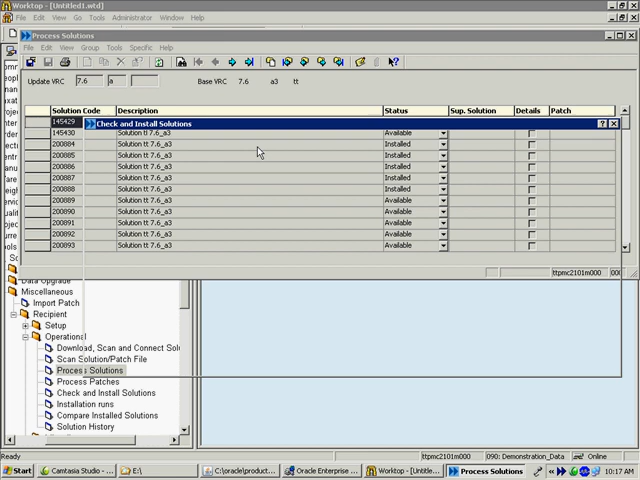 Worktop - [Untitled1.wtd]
File Edit View Go Tools Options Window Help
Process Solutions
File Edit View Group Tools Specific Help
Update VRC 7.6 a Base VRC 7.6 a3 tt
Solution Code Description Status Sup. Solution Details Patch
145429
Check and Install Solutions
145430 Solution tt 7.6_a3 Available
200884 Solution tt 7.6_a3 Installed
200885 Solution tt 7.6_a3 Installed
200886 Solution tt 7.6_a3 Installed
200887 Solution tt 7.6_a3 Installed
200888 Solution tt 7.6_a3 Installed
200889 Solution tt 7.6_a3 Available
200890 Solution tt 7.6_a3 Available
200891 Solution tt 7.6_a3 Available
200892 Solution tt 7.6_a3 Available
200893 Solution tt 7.6_a3 Available
ttpmc2101m000 000
Data Upgrade
Miscellaneous
Import Patch
Recipient
Setup
Operational
Download, Scan and Connect Solu
Scan Solution/Patch File
Process Solutions
Process Patches
Check and Install Solutions
Installation runs
Compare Installed Solutions
Solution History
Ready ttpmc2101m000 090: Demonstration_Data Online
Start Camtasia Studio - ... E:\ C:\oracle\product... Oracle Enterprise ... Worktop - [Untitle... Process Solutions 10:17 AM